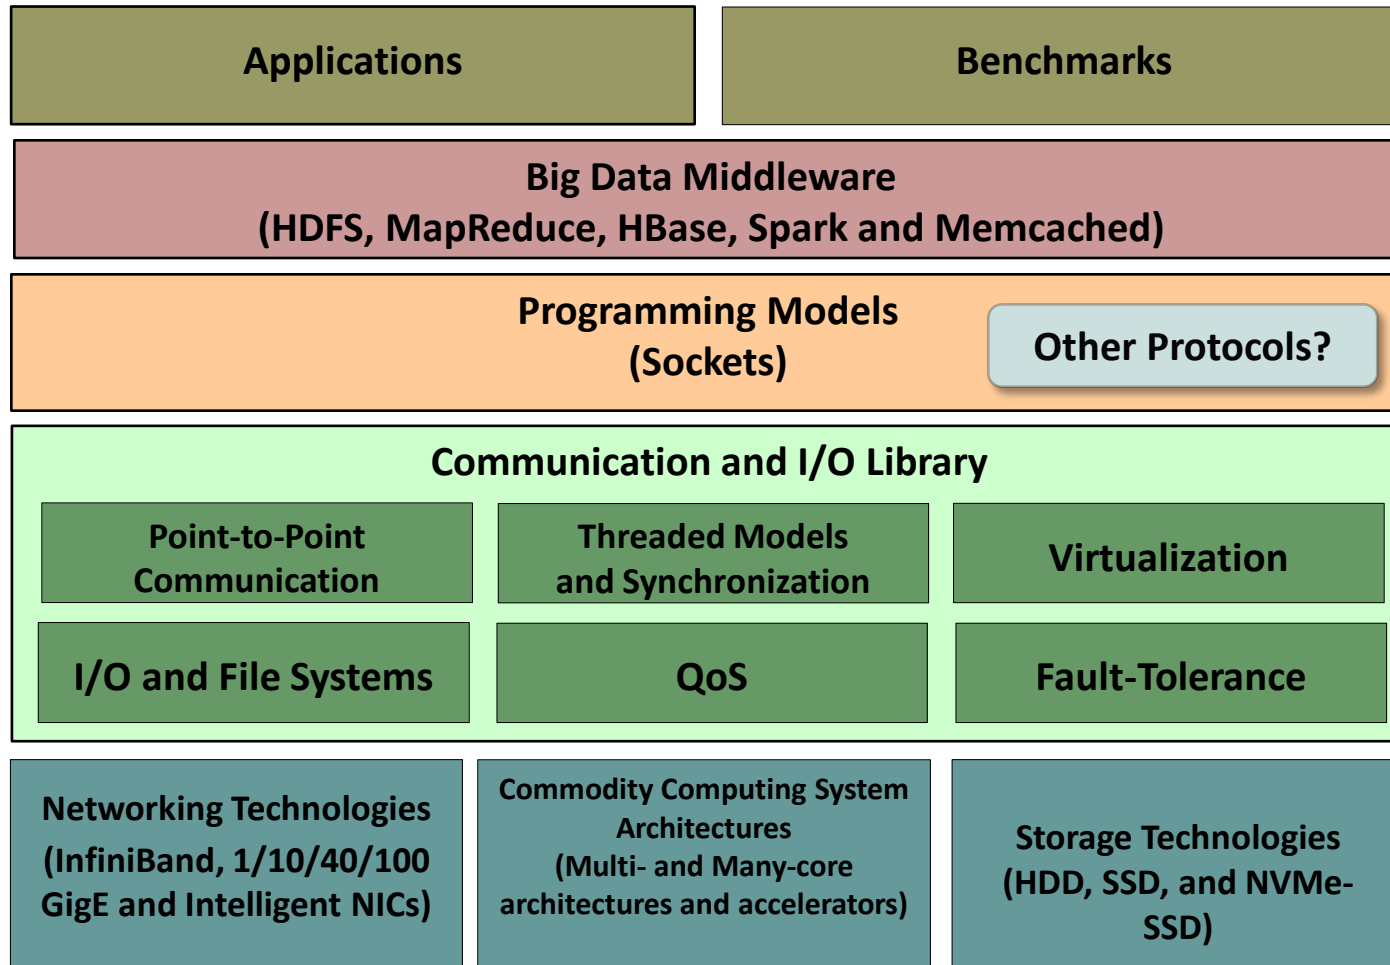 Applications
Benchmarks
Big Data Middleware
(HDFS, MapReduce, HBase, Spark and Memcached)
Programming Models
(Sockets)
Other Protocols?
Communication and I/O Library
Point-to-Point
Communication
Threaded Models
and Synchronization
Virtualization
I/O and File Systems
QoS
Fault-Tolerance
Networking Technologies
(InfiniBand, 1/10/40/100
GigE and Intelligent NICs)
Commodity Computing System
Architectures
(Multi- and Many-core
architectures and accelerators)
Storage Technologies
(HDD, SSD, and NVMe-
SSD)